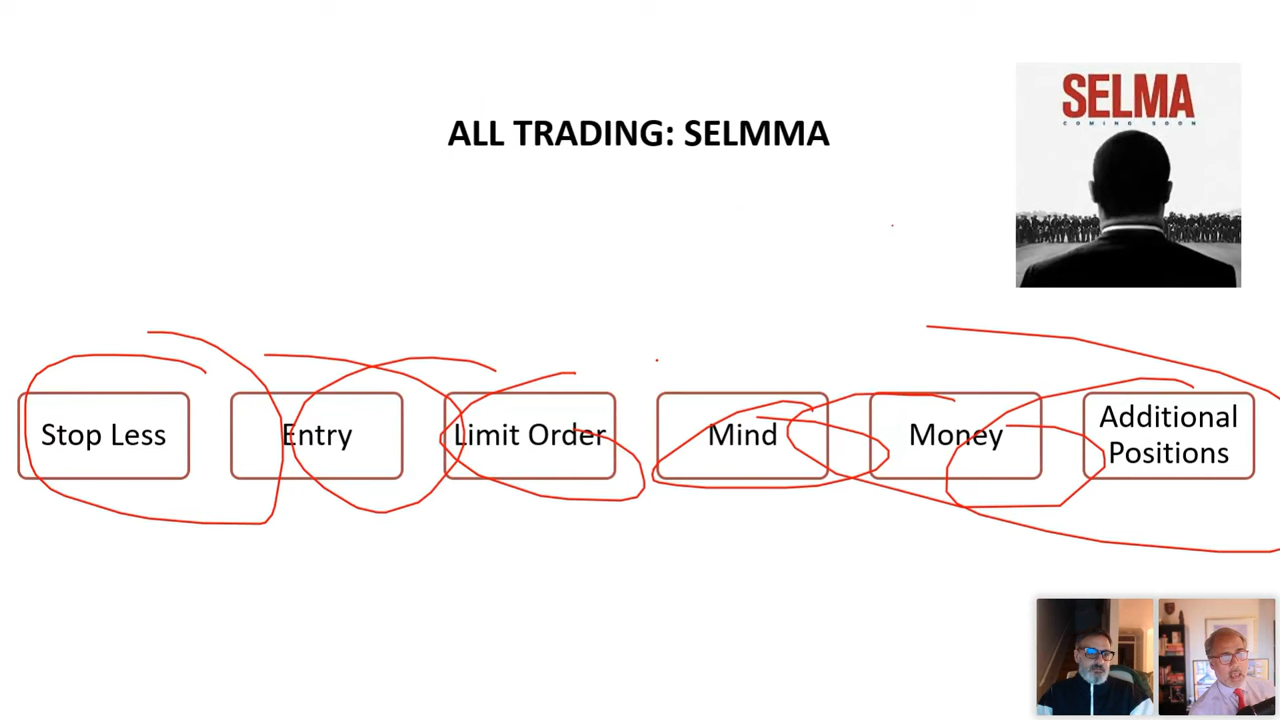 SELMA
COMING SOON
ALL TRADING: SELMMA
Stop Less
Entry
Limit Order
Mind
Money
Additional
Positions